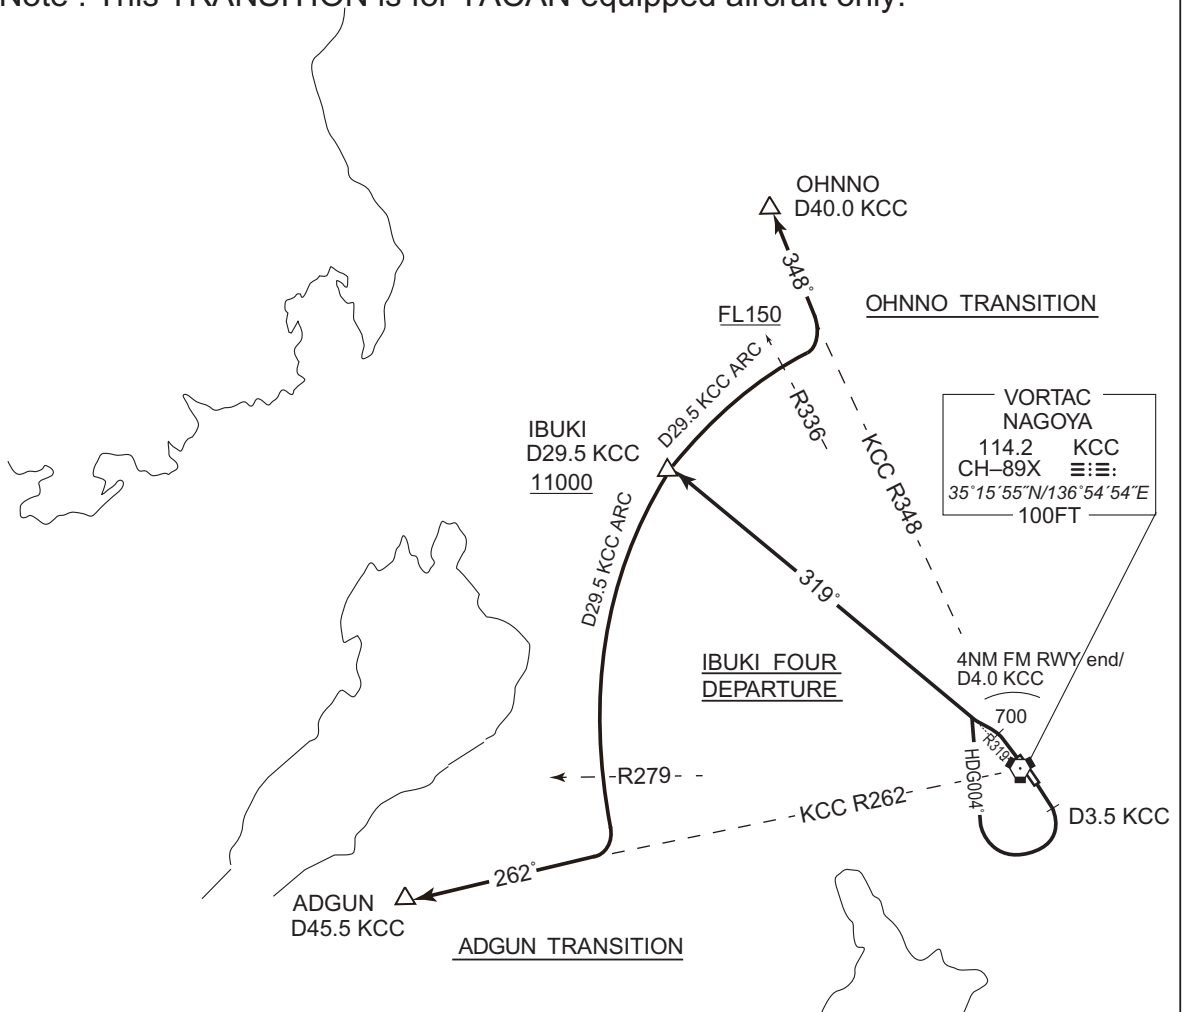 Note : This TRANSITION is for TACAN equipped aircraft only.
OHNNO
D40.0 KCC
348°
OHNNO TRANSITION
FL150
D29.5 KCC ARC
R336
VORTAC
NAGOYA
114.2 KCC
CH–89X
35°15´55˝N/136°54´54˝E
100FT
IBUKI
D29.5 KCC
11000
KCC R348
D29.5 KCC ARC
319°
IBUKI FOUR
DEPARTURE
4NM FM RWY end/
D4.0 KCC
700
R319
HDG004°
R279
KCC R262
D3.5 KCC
262°
ADGUN
D45.5 KCC
ADGUN TRANSITION